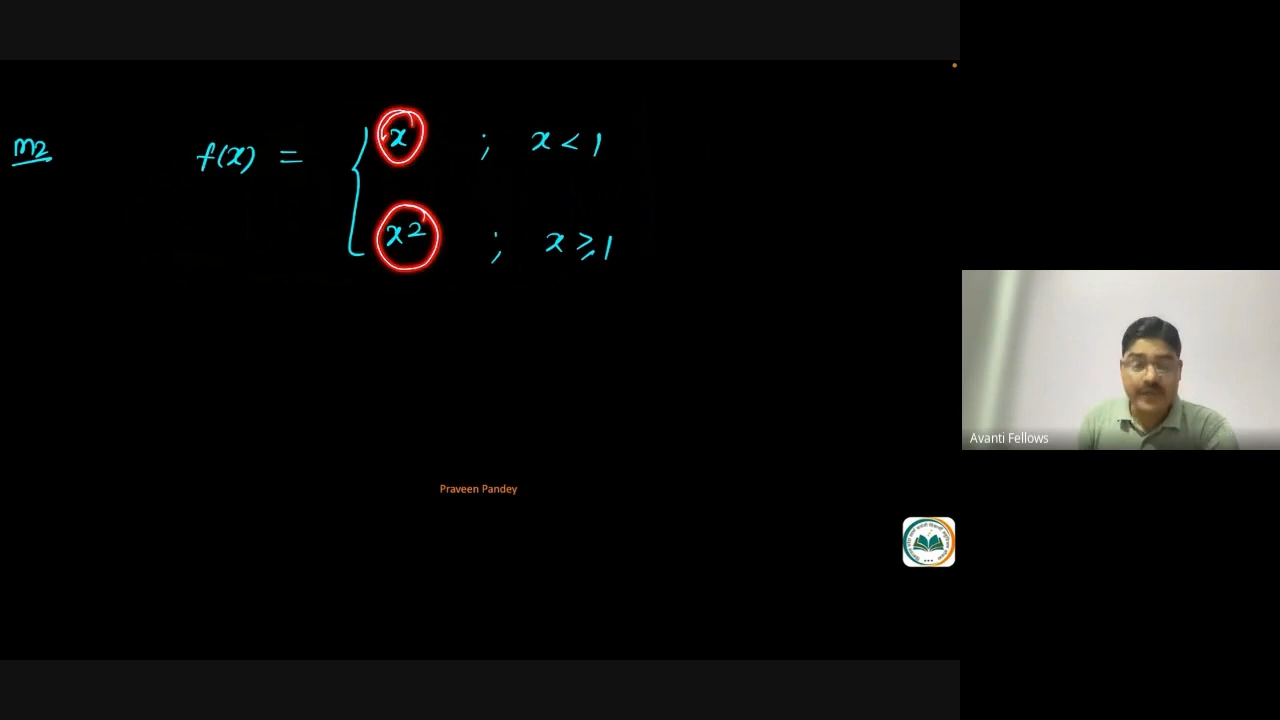 m2
f(x) = { x ; x < 1
x2 ; x ⩾ 1
Avanti Fellows
Praveen Pandey